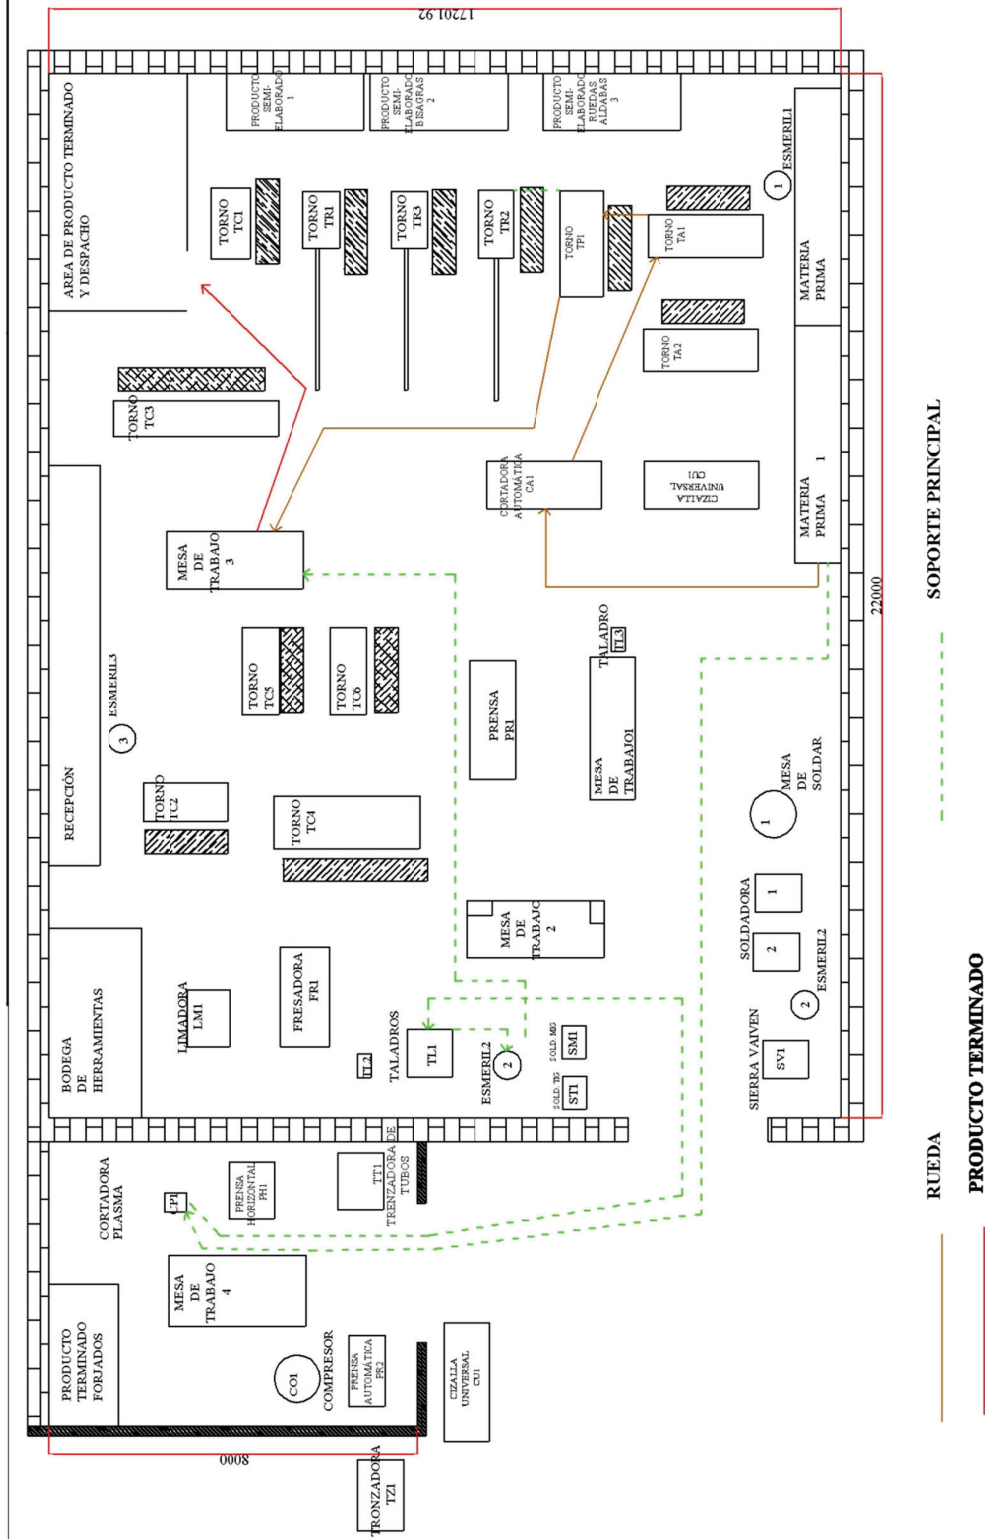 17201.92
AREA DE PRODUCTO TERMINADO
Y DESPACHO
PRODUCTO
SEMI-
ELABORADO
1
PRODUCTO
SEMI-
ELABORADO
BISAGRAS
2
PRODUCTO
SEMI-
ELABORADO
RUEDAS
ALDABAS
3
ESMERIL1
1
TORNO
TC1
TORNO
TR1
TORNO
TR3
TORNO
TR2
TORNO
TP1
TORNO
TA1
MATERIA
PRIMA
TORNO
TA2
TORNO
TC3
CORTADORA
AUTOMÁTICA
CA1
CIZALLA
UNIVERSAL
CU1
MATERIA
PRIMA 1
MESA
DE
TRABAJO
3
22000
RECEPCIÓN
ESMERIL3
3
TORNO
TC5
TORNO
TC6
PRENSA
PR1
TALADRO
TL3
MESA
DE
TRABAJO1
TORNO
TC2
TORNO
TC4
MESA
DE
SOLDAR
1
BODEGA
DE
HERRAMIENTAS
LIMADORA
LM1
FRESADORA
FR1
MESA
DE
TRABAJO
2
SOLDADORA
1
2
ESMERIL2
2
TALADROS
TL2
TL1
ESMERIL2
2
SOLD. MIG
SM1
SOLD. TIG
ST1
SIERRA VAIVEN
SV1
CORTADORA
PLASMA
CP1
PRENSA
HORIZONTAL
PH1
TT1
TRENZADORA DE
TUBOS
PRODUCTO
TERMINADO
FORJADOS
MESA
DE
TRABAJO
4
CO1
COMPRESOR
PRENSA
AUTOMÁTICA
PR2
CIZALLA
UNIVERSAL
CU1
8000
TRONZADORA
TZ1
SOPORTE PRINCIPAL
RUEDA
PRODUCTO TERMINADO